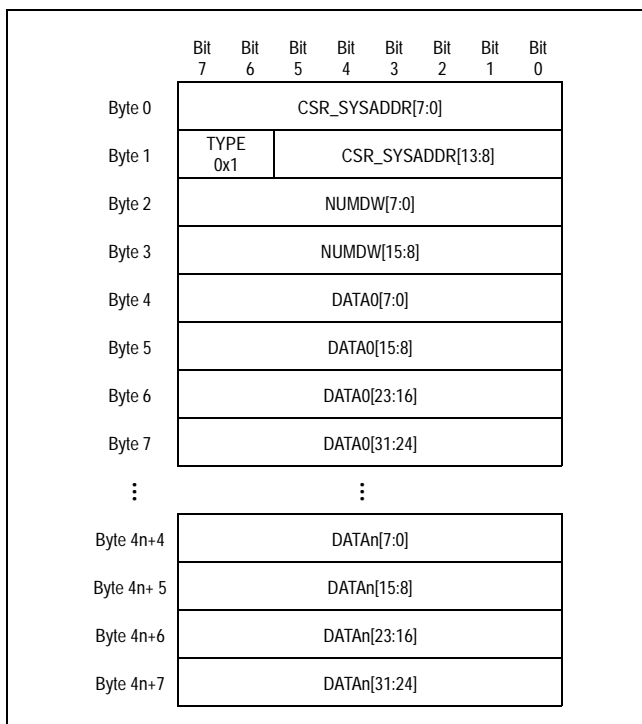 Bit Bit Bit Bit Bit Bit Bit Bit
7 6 5 4 3 2 1 0
Byte 0 CSR_SYSADDR[7:0]
Byte 1 TYPE 0x1 CSR_SYSADDR[13:8]
Byte 2 NUMDW[7:0]
Byte 3 NUMDW[15:8]
Byte 4 DATA0[7:0]
Byte 5 DATA0[15:8]
Byte 6 DATA0[23:16]
Byte 7 DATA0[31:24]
⋮ ⋮
Byte 4n+4 DATAn[7:0]
Byte 4n+ 5 DATAn[15:8]
Byte 4n+6 DATAn[23:16]
Byte 4n+7 DATAn[31:24]